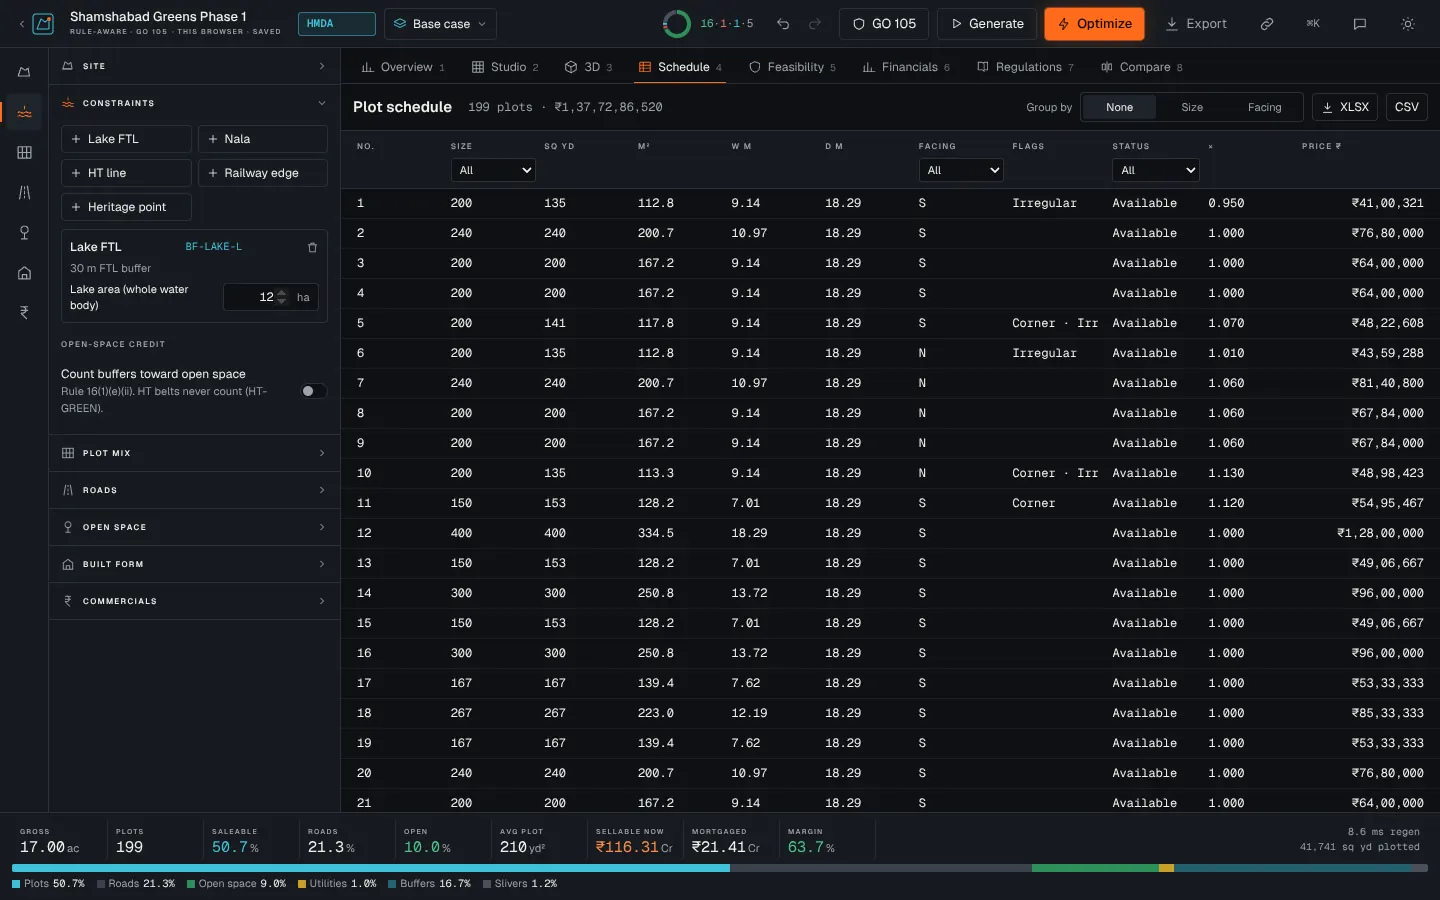 Shamshabad Greens Phase 1
RULE-AWARE · GO 105 · THIS BROWSER · SAVED
HMDA
Base case
16·1·1·5
GO 105
Generate
Optimize
Export
⌘K
SITE
CONSTRAINTS
+ Lake FTL
+ Nala
+ HT line
+ Railway edge
+ Heritage point
Lake FTL BF-LAKE-L
30 m FTL buffer
Lake area (whole water body) 12 ha
OPEN-SPACE CREDIT
Count buffers toward open space
Rule 16(1)(e)(ii). HT belts never count (HT-
GREEN).
PLOT MIX
ROADS
OPEN SPACE
BUILT FORM
COMMERCIALS
Overview 1
Studio 2
3D 3
Schedule 4
Feasibility 5
Financials 6
Regulations 7
Compare 8
Plot schedule 199 plots · ₹1,37,72,86,520
Group by None Size Facing
XLSX CSV
NO. SIZE SQ YD M² W M D M FACING FLAGS STATUS × PRICE ₹
All All All
1 200 135 112.8 9.14 18.29 S Irregular Available 0.950 ₹41,00,321
2 240 240 200.7 10.97 18.29 S Available 1.000 ₹76,80,000
3 200 200 167.2 9.14 18.29 S Available 1.000 ₹64,00,000
4 200 200 167.2 9.14 18.29 S Available 1.000 ₹64,00,000
5 200 141 117.8 9.14 18.29 S Corner · Irr Available 1.070 ₹48,22,608
6 200 135 112.8 9.14 18.29 N Irregular Available 1.010 ₹43,59,288
7 240 240 200.7 10.97 18.29 N Available 1.060 ₹81,40,800
8 200 200 167.2 9.14 18.29 N Available 1.060 ₹67,84,000
9 200 200 167.2 9.14 18.29 N Available 1.060 ₹67,84,000
10 200 135 113.3 9.14 18.29 N Corner · Irr Available 1.130 ₹48,98,423
11 150 153 128.2 7.01 18.29 S Corner Available 1.120 ₹54,95,467
12 400 400 334.5 18.29 18.29 S Available 1.000 ₹1,28,00,000
13 150 153 128.2 7.01 18.29 S Available 1.000 ₹49,06,667
14 300 300 250.8 13.72 18.29 S Available 1.000 ₹96,00,000
15 150 153 128.2 7.01 18.29 S Available 1.000 ₹49,06,667
16 300 300 250.8 13.72 18.29 S Available 1.000 ₹96,00,000
17 167 167 139.4 7.62 18.29 S Available 1.000 ₹53,33,333
18 267 267 223.0 12.19 18.29 S Available 1.000 ₹85,33,333
19 167 167 139.4 7.62 18.29 S Available 1.000 ₹53,33,333
20 240 240 200.7 10.97 18.29 S Available 1.000 ₹76,80,000
21 200 200 167.2 9.14 18.29 S Available 1.000 ₹64,00,000
GROSS PLOTS SALEABLE ROADS OPEN AVG PLOT SELLABLE NOW MORTGAGED MARGIN
17.00 ac 199 50.7 % 21.3 % 10.0 % 210 yd² ₹116.31 Cr ₹21.41 Cr 63.7 %
8.6 ms regen
41,741 sq yd plotted
Plots 50.7% Roads 21.3% Open space 9.0% Utilities 1.0% Buffers 16.7% Slivers 1.2%